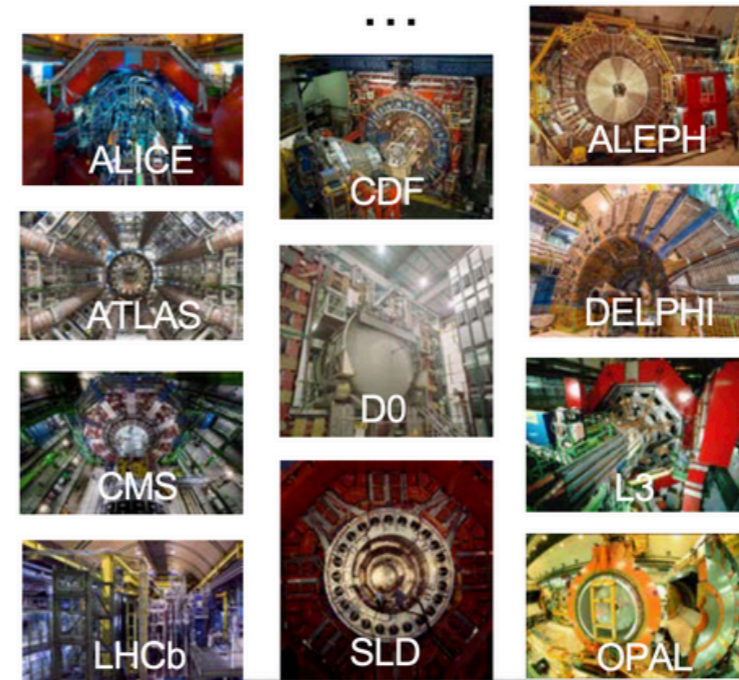 ...
ALICE
ATLAS
CMS
LHCb
CDF
D0
SLD
ALEPH
DELPHI
L3
OPAL